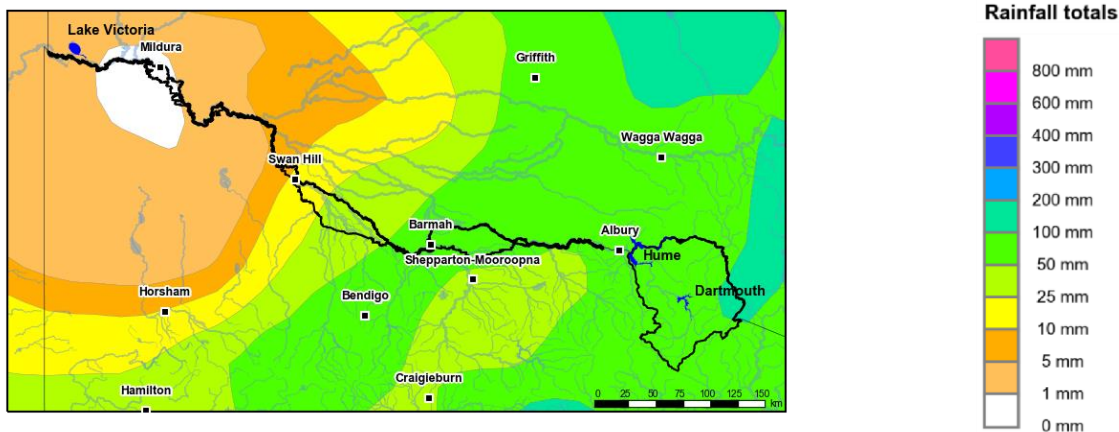 Rainfall totals
Lake Victoria
Mildura
Griffith
Wagga Wagga
Swan Hill
Barmah
Albury
Hume
Shepparton-Mooroopna
Dartmouth
Horsham
Bendigo
Hamilton
Craigieburn
0 25 50 75 100 125 150
km
800 mm
600 mm
400 mm
300 mm
200 mm
100 mm
50 mm
25 mm
10 mm
5 mm
1 mm
0 mm